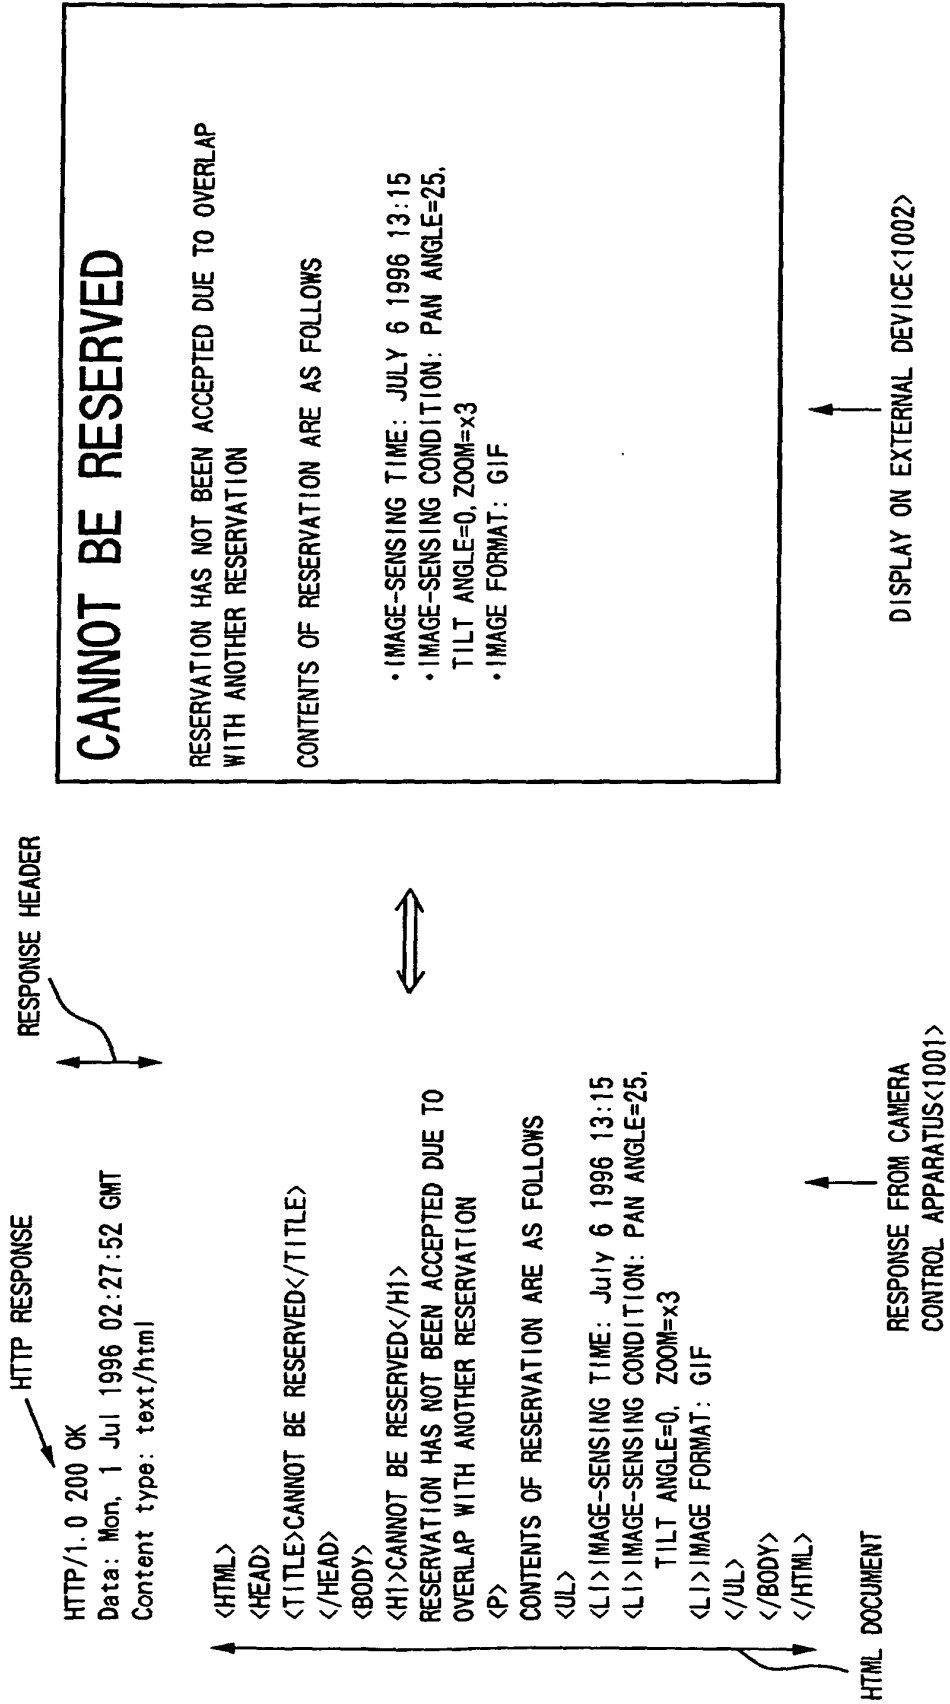 HTTP RESPONSE
RESPONSE HEADER
HTTP/1.0 200 OK
Data: Mon, 1 Jul 1996 02:27:52 GMT
Content type: text/html
<HTML>
<HEAD>
<TITLE>CANNOT BE RESERVED</TITLE>
</HEAD>
<BODY>
<H1>CANNOT BE RESERVED</H1>
RESERVATION HAS NOT BEEN ACCEPTED DUE TO
OVERLAP WITH ANOTHER RESERVATION
<P>
CONTENTS OF RESERVATION ARE AS FOLLOWS
<UL>
<LI>IMAGE-SENSING TIME: July 6 1996 13:15
<LI>IMAGE-SENSING CONDITION: PAN ANGLE=25,
TILT ANGLE=0, ZOOM=x3
<LI>IMAGE FORMAT: GIF
</UL>
</BODY>
</HTML>
HTML DOCUMENT
RESPONSE FROM CAMERA
CONTROL APPARATUS<1001>
CANNOT BE RESERVED
RESERVATION HAS NOT BEEN ACCEPTED DUE TO OVERLAP
WITH ANOTHER RESERVATION
CONTENTS OF RESERVATION ARE AS FOLLOWS
・IMAGE-SENSING TIME: JULY 6 1996 13:15
・IMAGE-SENSING CONDITION: PAN ANGLE=25,
TILT ANGLE=0, ZOOM=x3
・IMAGE FORMAT: GIF
DISPLAY ON EXTERNAL DEVICE<1002>